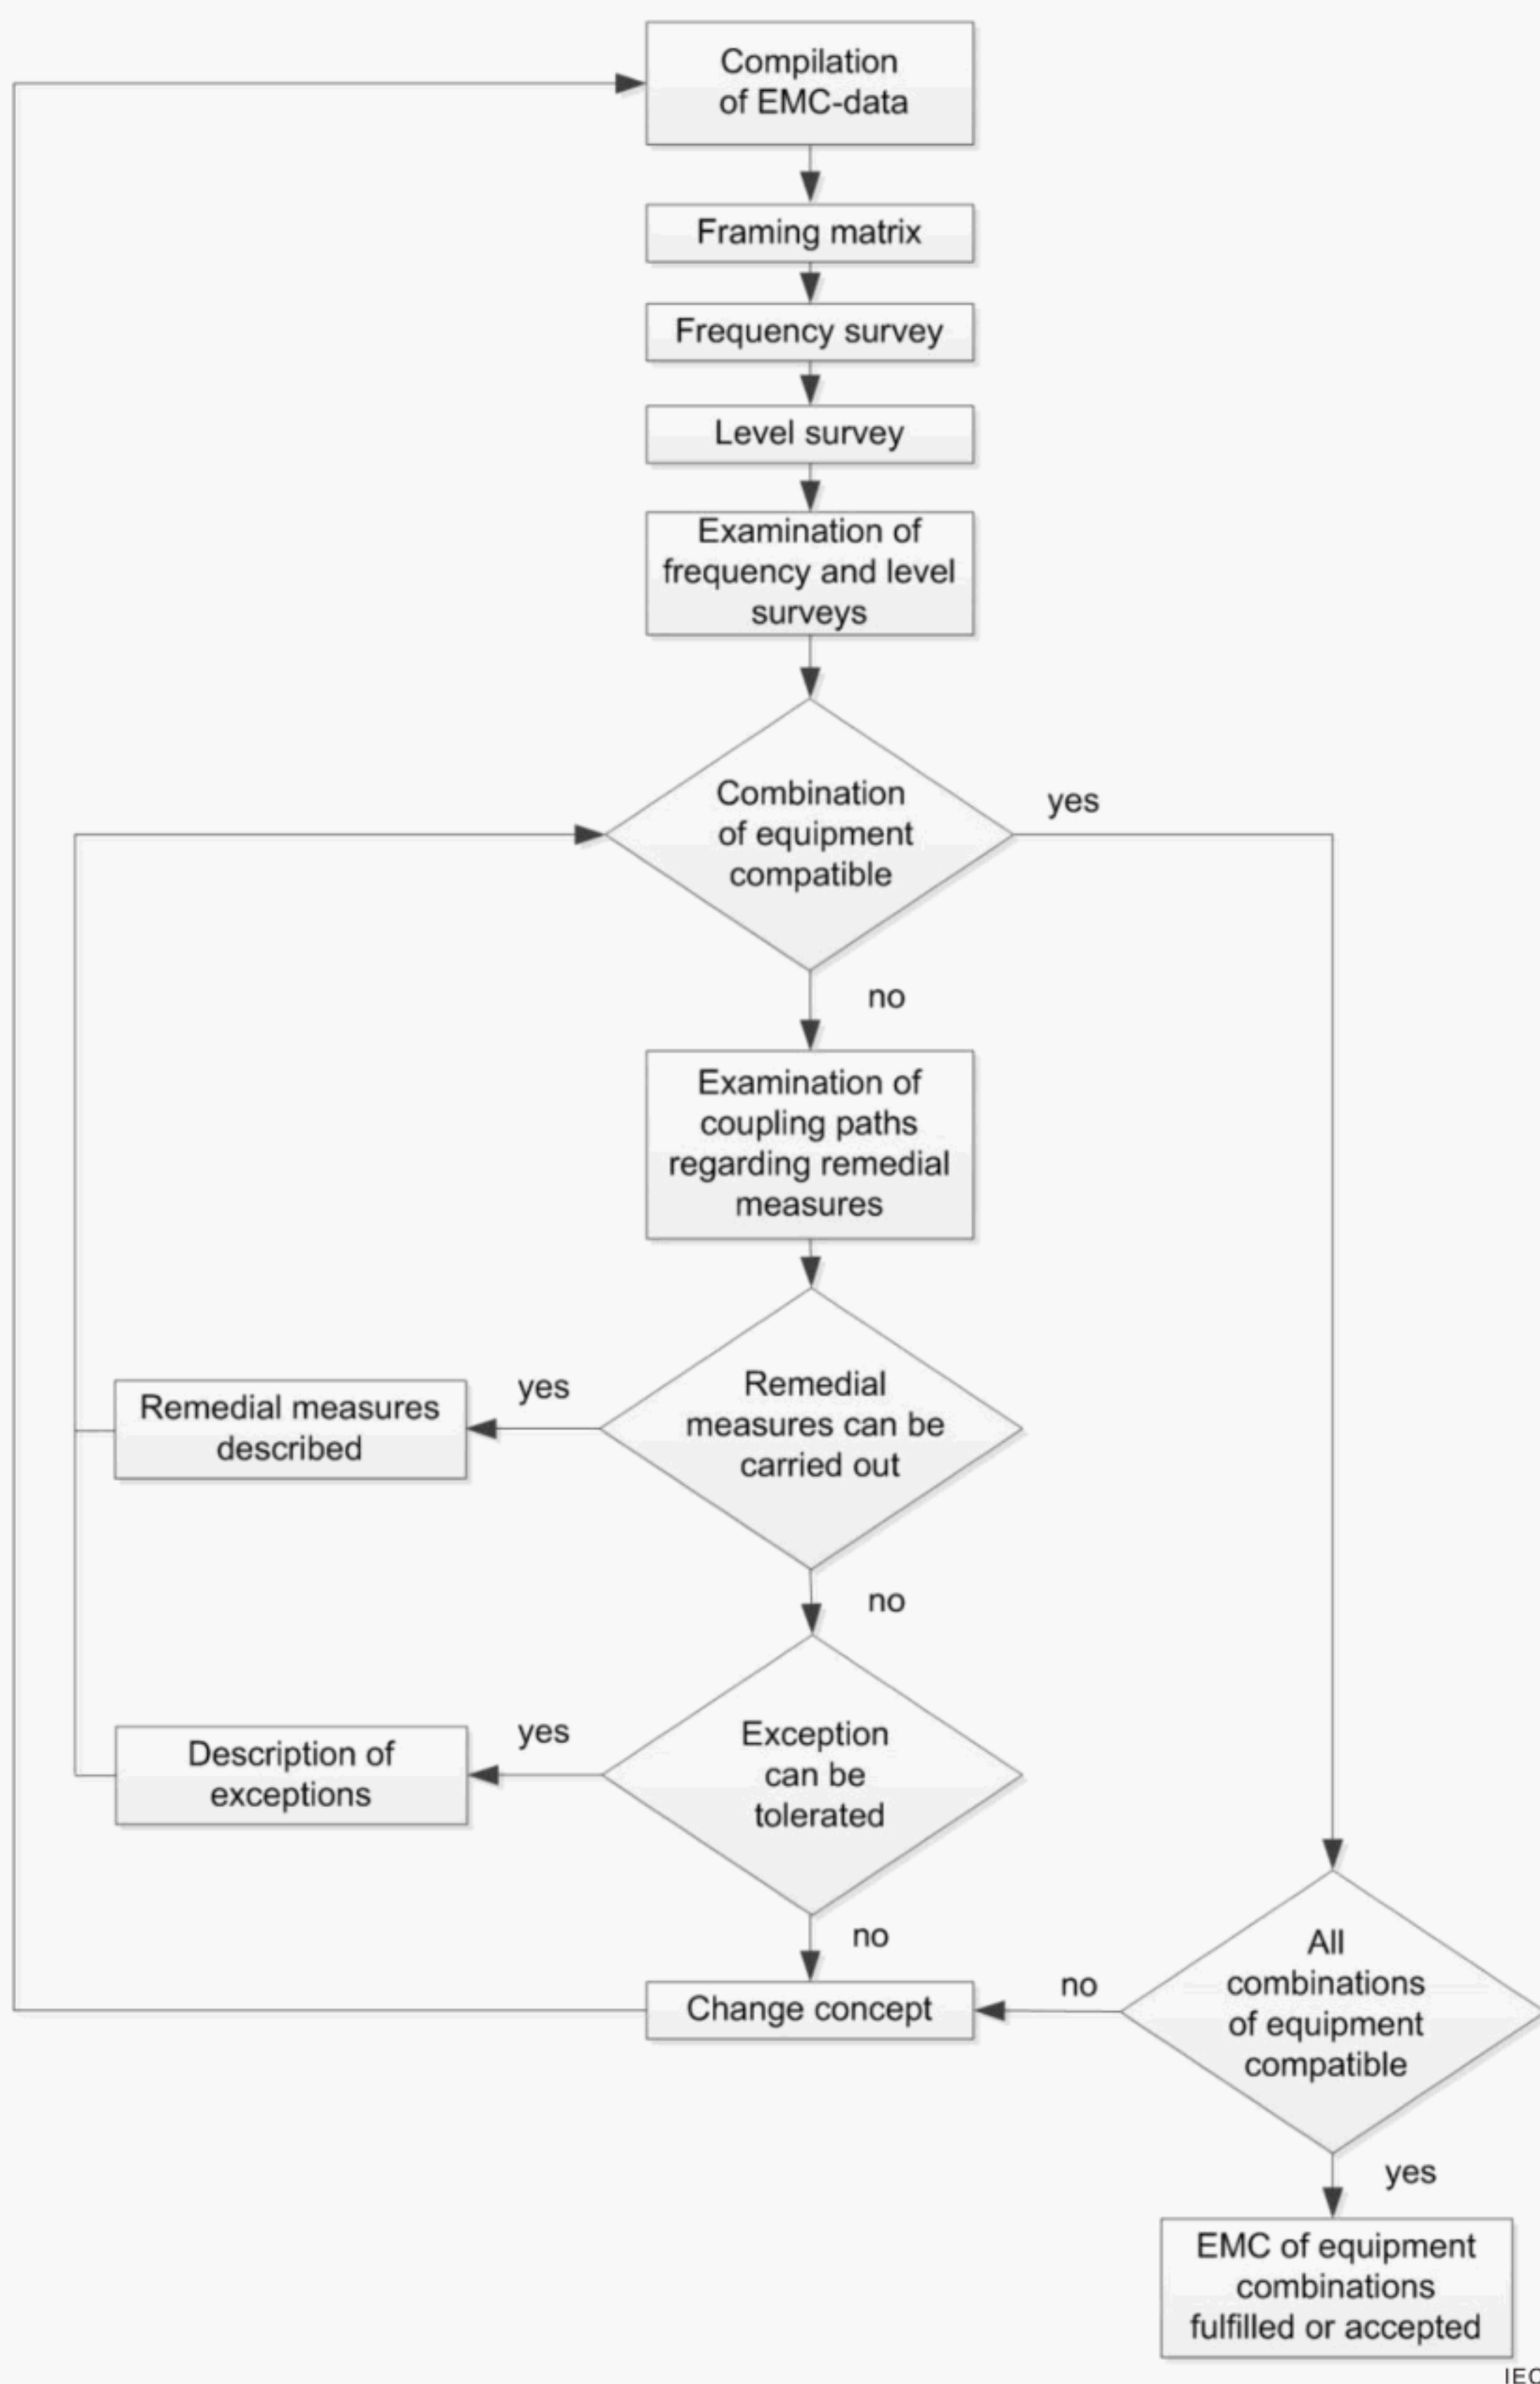 Compilation
of EMC-data
Framing matrix
Frequency survey
Level survey
Examination of
frequency and level
surveys
Combination
of equipment
compatible
yes
no
Examination of
coupling paths
regarding remedial
measures
Remedial
measures can be
carried out
yes
Remedial measures
described
no
Exception
can be
tolerated
yes
Description of
exceptions
no
Change concept
no
All
combinations
of equipment
compatible
yes
EMC of equipment
combinations
fulfilled or accepted
IEC